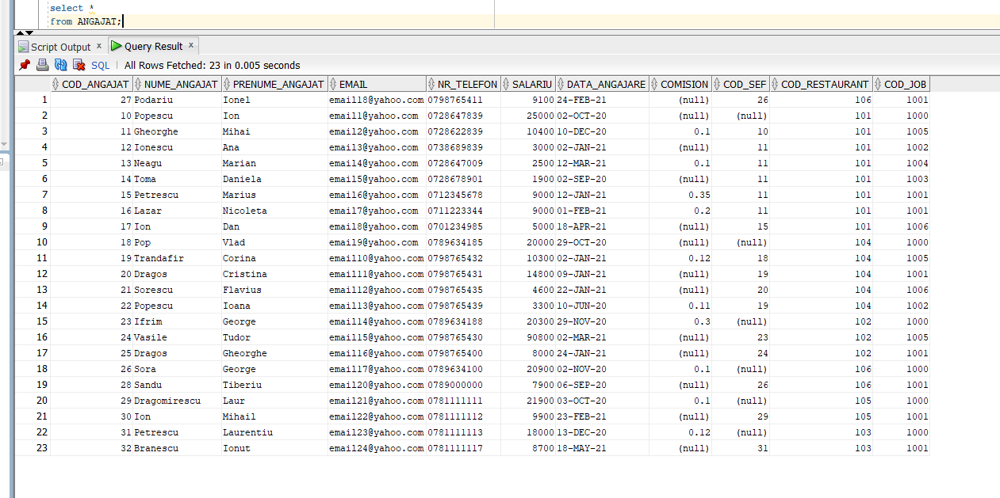 select *
from ANGAJAT;
Script Output x Query Result x
SQL | All Rows Fetched: 23 in 0.005 seconds
COD_ANGAJAT NUME_ANGAJAT PRENUME_ANGAJAT EMAIL NR_TELEFON SALARIU DATA_ANGAJARE COMISION COD_SEF COD_RESTAURANT COD_JOB
1 27 Podariu Ionel email18@yahoo.com 0798765411 9100 24-FEB-21 (null) 26 106 1001
2 10 Popescu Ion email1@yahoo.com 0728647839 25000 02-OCT-20 (null) (null) 101 1000
3 11 Gheorghe Mihai email2@yahoo.com 0728622839 10400 10-DEC-20 0.1 10 101 1005
4 12 Ionescu Ana email3@yahoo.com 0738689839 3000 02-JAN-21 (null) 11 101 1002
5 13 Neagu Marian email4@yahoo.com 0728647009 2500 12-MAR-21 0.1 11 101 1004
6 14 Toma Daniela email5@yahoo.com 0728678901 1900 02-SEP-20 (null) 11 101 1003
7 15 Petrescu Marius email6@yahoo.com 0712345678 9000 12-JAN-21 0.35 11 101 1001
8 16 Lazar Nicoleta email7@yahoo.com 0711223344 9000 01-FEB-21 0.2 11 101 1001
9 17 Ion Dan email8@yahoo.com 0701234985 5000 18-APR-21 (null) 15 101 1006
10 18 Pop Vlad email9@yahoo.com 0789634185 20000 29-OCT-20 (null) (null) 104 1000
11 19 Trandafir Corina email10@yahoo.com 0798765432 10300 02-JAN-21 0.12 18 104 1005
12 20 Dragos Cristina email11@yahoo.com 0798765431 14800 09-JAN-21 (null) 19 104 1001
13 21 Sorescu Flavius email12@yahoo.com 0798765435 4600 22-JAN-21 (null) 20 104 1006
14 22 Popescu Ioana email13@yahoo.com 0798765439 3300 10-JUN-20 0.11 19 104 1002
15 23 Ifrim George email14@yahoo.com 0789634188 20300 29-NOV-20 0.3 (null) 102 1000
16 24 Vasile Tudor email15@yahoo.com 0798765430 90800 02-MAR-21 (null) 23 102 1005
17 25 Dragos Gheorghe email16@yahoo.com 0798765400 8000 24-JAN-21 (null) 24 102 1001
18 26 Sora George email17@yahoo.com 0789634100 20900 02-NOV-20 0.1 (null) 106 1000
19 28 Sandu Tiberiu email20@yahoo.com 0789000000 7900 06-SEP-20 (null) 26 106 1001
20 29 Dragomirescu Laur email21@yahoo.com 0781111111 21900 03-OCT-20 0.1 (null) 105 1000
21 30 Ion Mihail email22@yahoo.com 0781111112 9900 23-FEB-21 (null) 29 105 1001
22 31 Petrescu Laurentiu email23@yahoo.com 0781111113 18000 13-DEC-20 0.12 (null) 103 1000
23 32 Branescu Ionut email24@yahoo.com 0781111117 8700 18-MAY-21 (null) 31 103 1001